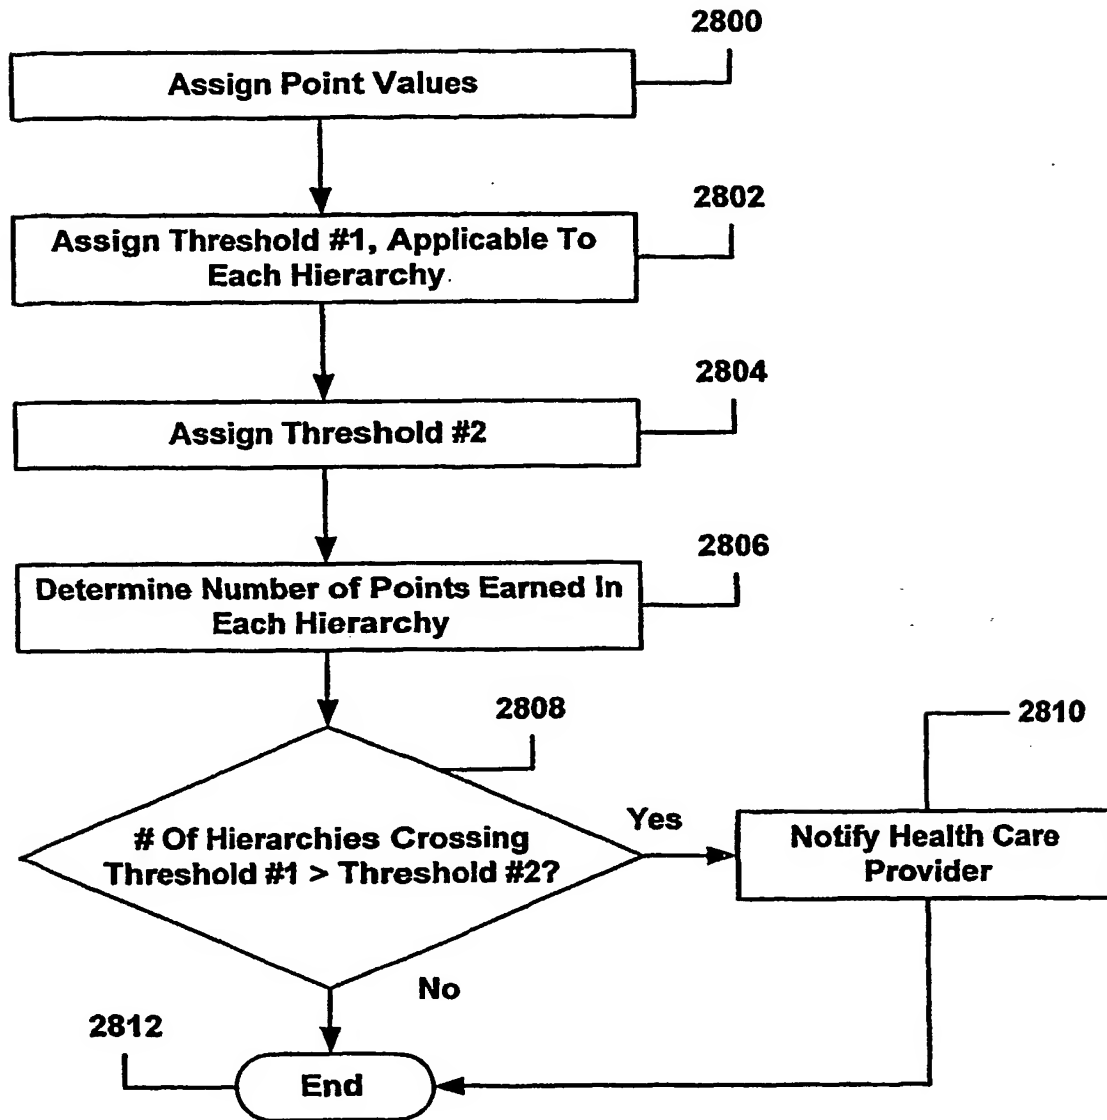 2800
Assign Point Values
2802
Assign Threshold #1, Applicable To
Each Hierarchy
2804
Assign Threshold #2
2806
Determine Number of Points Earned In
Each Hierarchy
2808
# Of Hierarchies Crossing
Threshold #1 > Threshold #2?
Yes
2810
Notify Health Care
Provider
No
2812
End